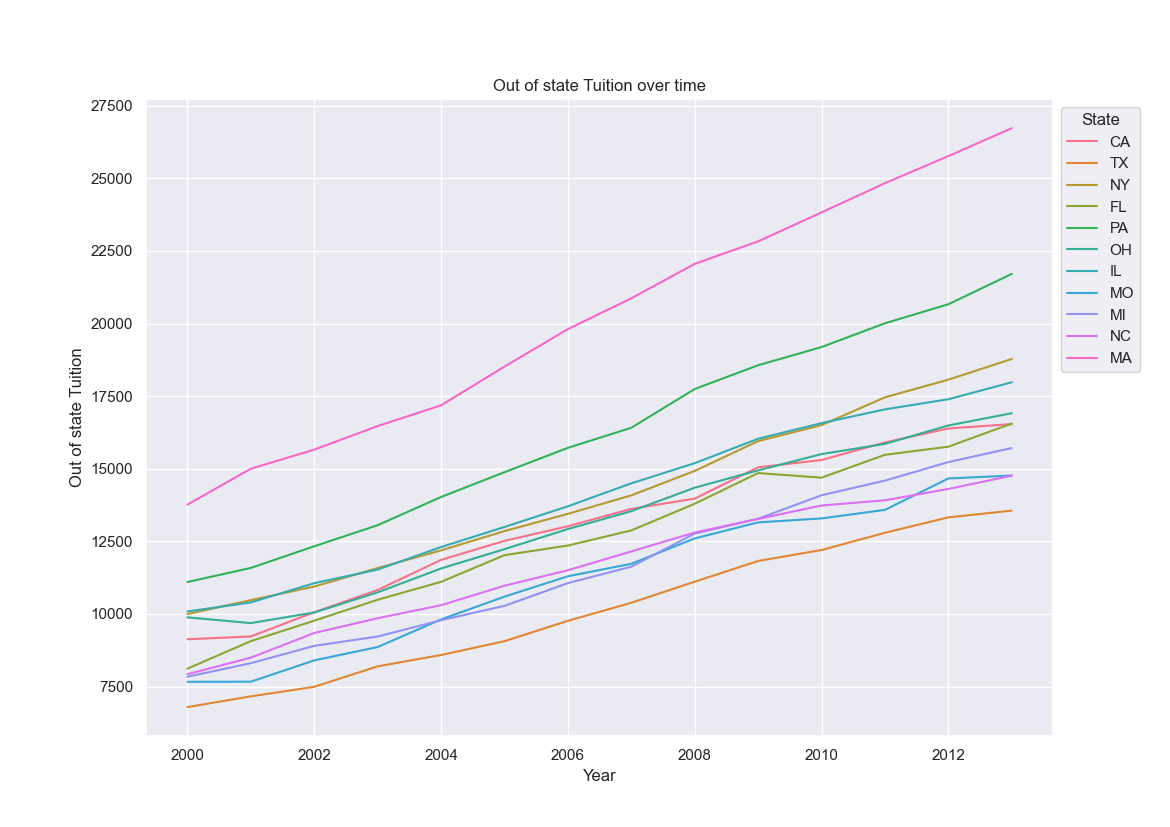 Out of state Tuition over time
27500
25000
22500
20000
17500
15000
12500
10000
7500
Out of state Tuition
2000 2002 2004 2006 2008 2010 2012
Year
State
CA
TX
NY
FL
PA
OH
IL
MO
MI
NC
MA